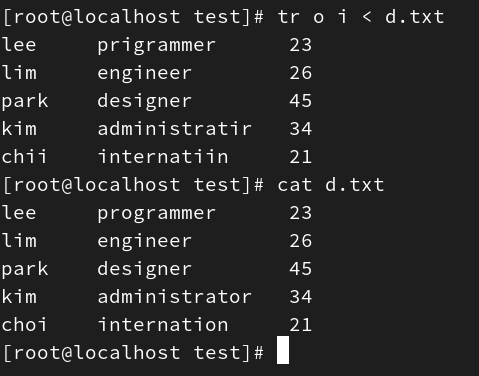 [root@localhost test]# tr o i < d.txt
lee     prigrammer      23
lim     engineer        26
park    designer        45
kim     administratir   34
chii    internatiin     21
[root@localhost test]# cat d.txt
lee     programmer      23
lim     engineer        26
park    designer        45
kim     administrator   34
choi    internation     21
[root@localhost test]#